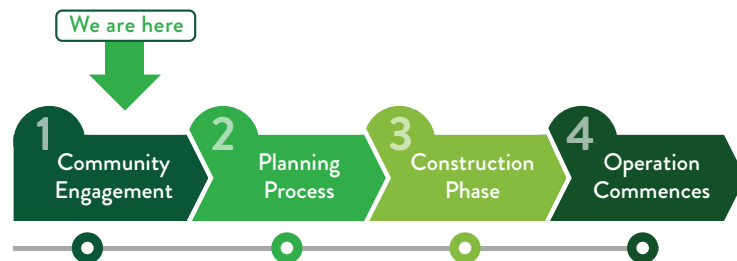 We are here
1
Community
Engagement
2
Planning
Process
3
Construction
Phase
4
Operation
Commences